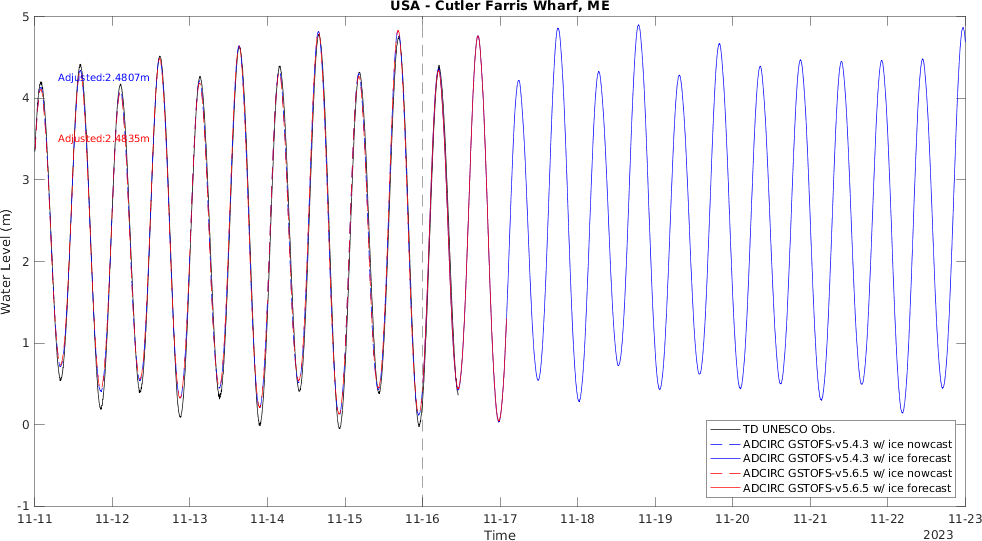 USA - Cutler Farris Wharf, ME
5
4
3
2
1
0
-1
Water Level (m)
Adjusted:2.4807m
Adjusted:2.4835m
TD UNESCO Obs.
ADCIRC GSTOFS-v5.4.3 w/ ice nowcast
ADCIRC GSTOFS-v5.4.3 w/ ice forecast
ADCIRC GSTOFS-v5.6.5 w/ ice nowcast
ADCIRC GSTOFS-v5.6.5 w/ ice forecast
11-11 11-12 11-13 11-14 11-15 11-16 11-17 11-18 11-19 11-20 11-21 11-22 11-23
Time
2023